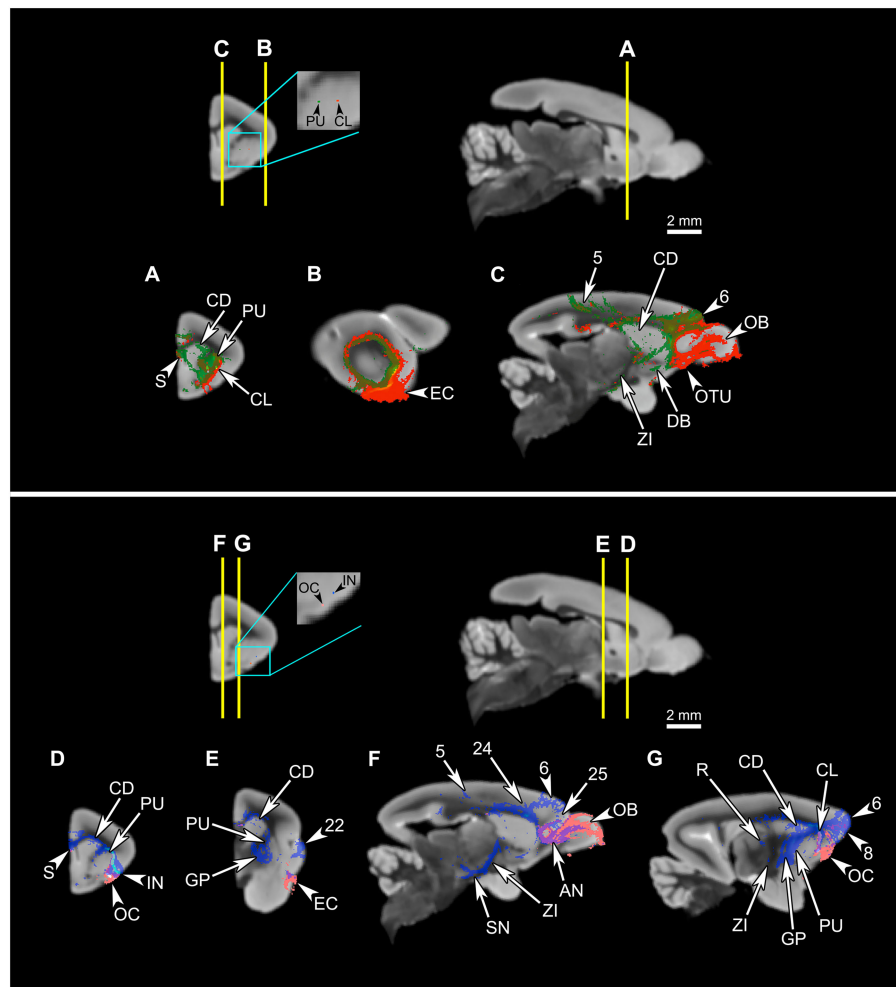 C B A
PU CL
2 mm
A B C
CD PU
S CL
EC
5 CD 6
OB
OTU
DB
ZI
F G E D
OC IN
2 mm
D E F G
CD PU
S IN
OC
CD
PU 22
GP
EC
5 24 6 25
OB
AN
ZI
SN
R CD CL
6
8
OC
ZI GP PU